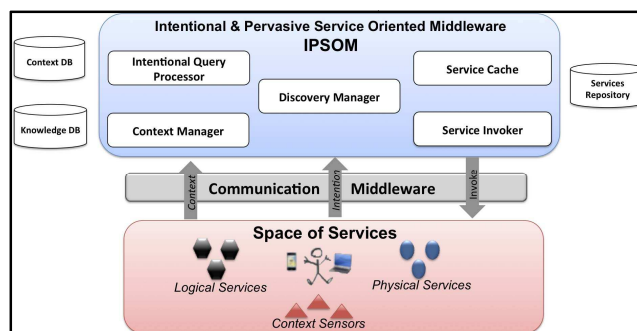 Intentional & Pervasive Service Oriented Middleware
IPSOM
Context DB
Knowledge DB
Intentional Query
Processor
Context Manager
Discovery Manager
Service Cache
Service Invoker
Services
Repository
Context
Intention
Invoke
Communication Middleware
Space of Services
Logical Services
Physical Services
Context Sensors